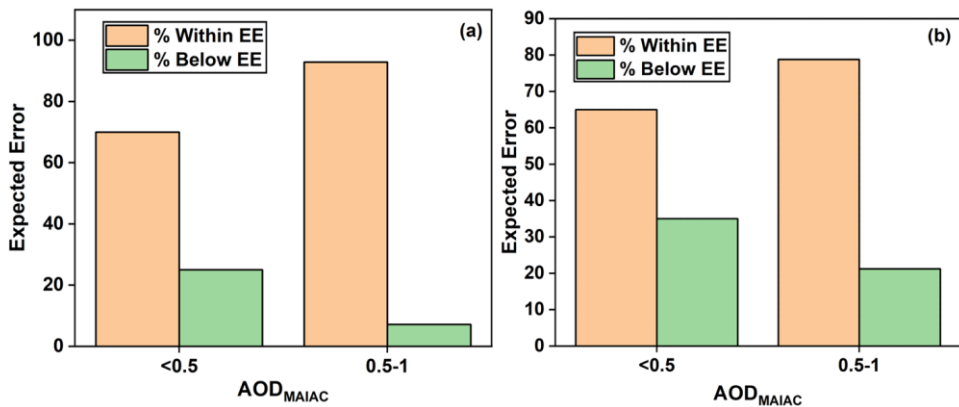 (a)
% Within EE
% Below EE
Expected Error
100
80
60
40
20
0
<0.5
0.5-1
AOD_MAIAC
(b)
% Within EE
% Below EE
Expected Error
90
80
70
60
50
40
30
20
10
0
<0.5
0.5-1
AOD_MAIAC